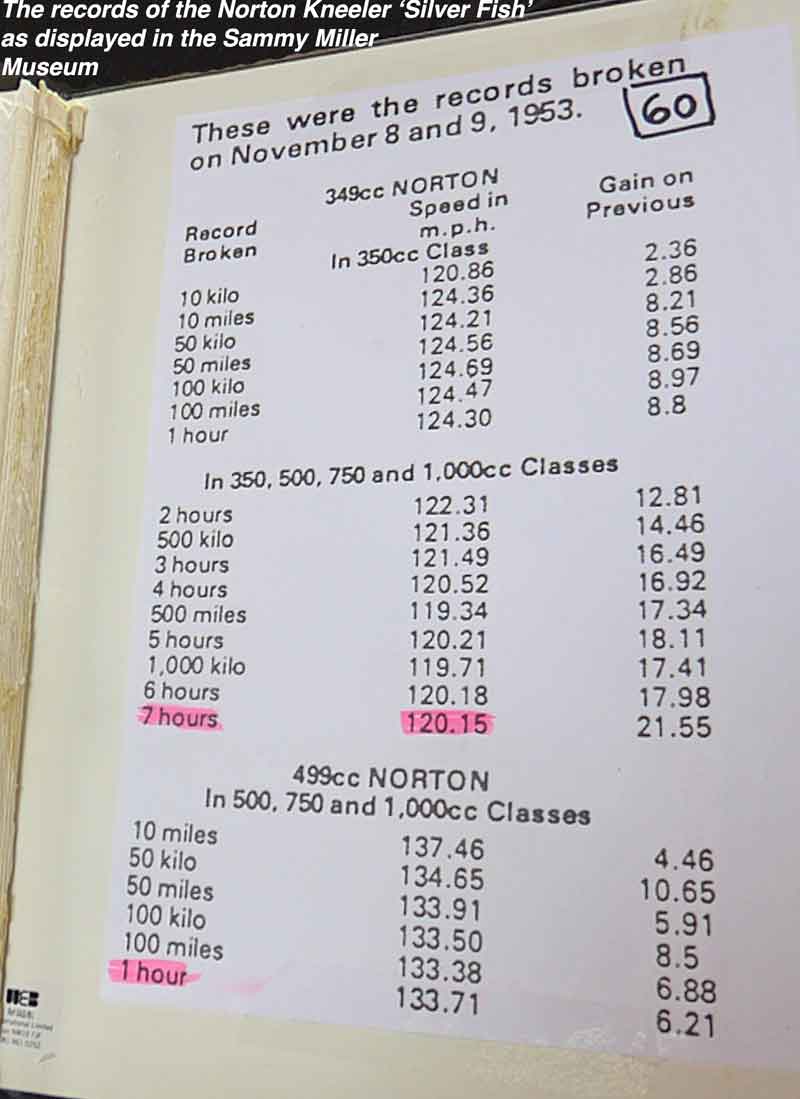 The records of the Norton Kneeler ‘Silver Fish’
as displayed in the Sammy Miller
Museum
These were the records broken
on November 8 and 9, 1953.
60
349cc NORTON
Record Broken Speed in m.p.h. Gain on Previous
In 350cc Class
10 kilo 120.86 2.36
10 miles 124.36 2.86
50 kilo 124.21 8.21
50 miles 124.56 8.56
100 kilo 124.69 8.69
100 miles 124.47 8.97
1 hour 124.30 8.8
In 350, 500, 750 and 1,000cc Classes
2 hours 122.31 12.81
500 kilo 121.36 14.46
3 hours 121.49 16.49
4 hours 120.52 16.92
500 miles 119.34 17.34
5 hours 120.21 18.11
1,000 kilo 119.71 17.41
6 hours 120.18 17.98
7 hours 120.15 21.55
499cc NORTON
In 500, 750 and 1,000cc Classes
10 miles 137.46 4.46
50 kilo 134.65 10.65
50 miles 133.91 5.91
100 kilo 133.50 8.5
100 miles 133.38 6.88
1 hour 133.71 6.21